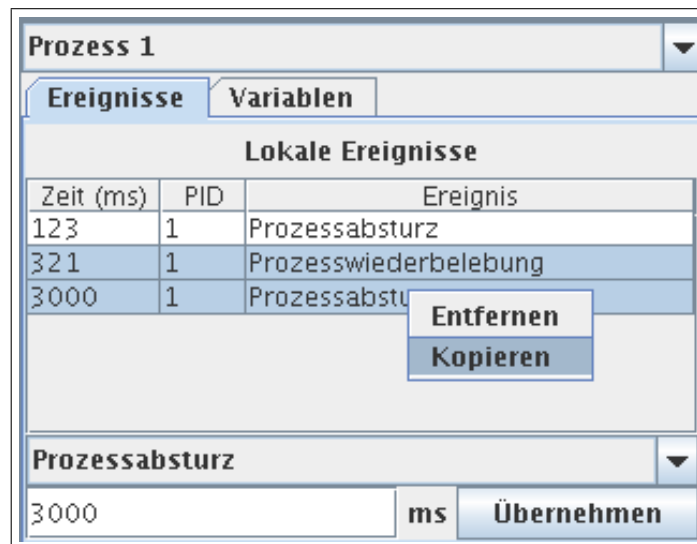 Prozess 1
Ereignisse Variablen
Lokale Ereignisse
Zeit (ms) PID Ereignis
123 1 Prozessabsturz
321 1 Prozesswiederbelebung
3000 1 Prozessabstu
Entfernen
Kopieren
Prozessabsturz
3000 ms Übernehmen